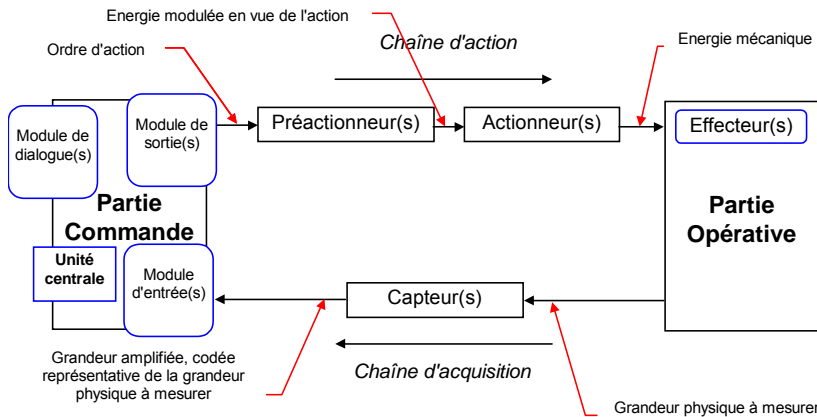 Energie modulée en vue de l'action
Ordre d'action
Chaîne d'action
Energie mécanique
Module de
dialogue(s)
Module de
sortie(s)
Préactionneur(s)
Actionneur(s)
Effecteur(s)
Partie
Commande
Partie
Opérative
Unité
centrale
Module
d'entrée(s)
Capteur(s)
Grandeur amplifiée, codée
représentative de la grandeur
physique à mesurer
Chaîne d'acquisition
Grandeur physique à mesurer